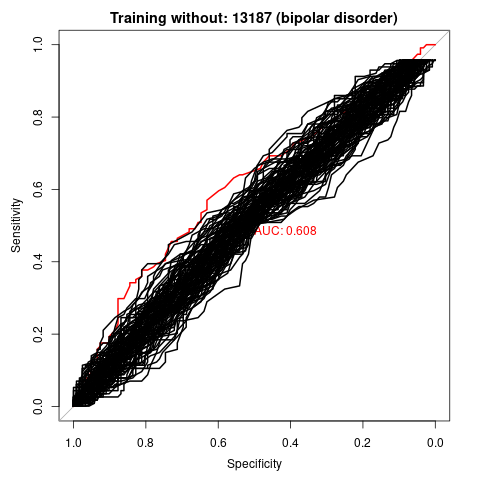 Training without: 13187 (bipolar disorder)
1.0
0.8
0.6
0.4
0.2
0.0
Sensitivity
AUC: 0.608
1.0 0.8 0.6 0.4 0.2 0.0
Specificity